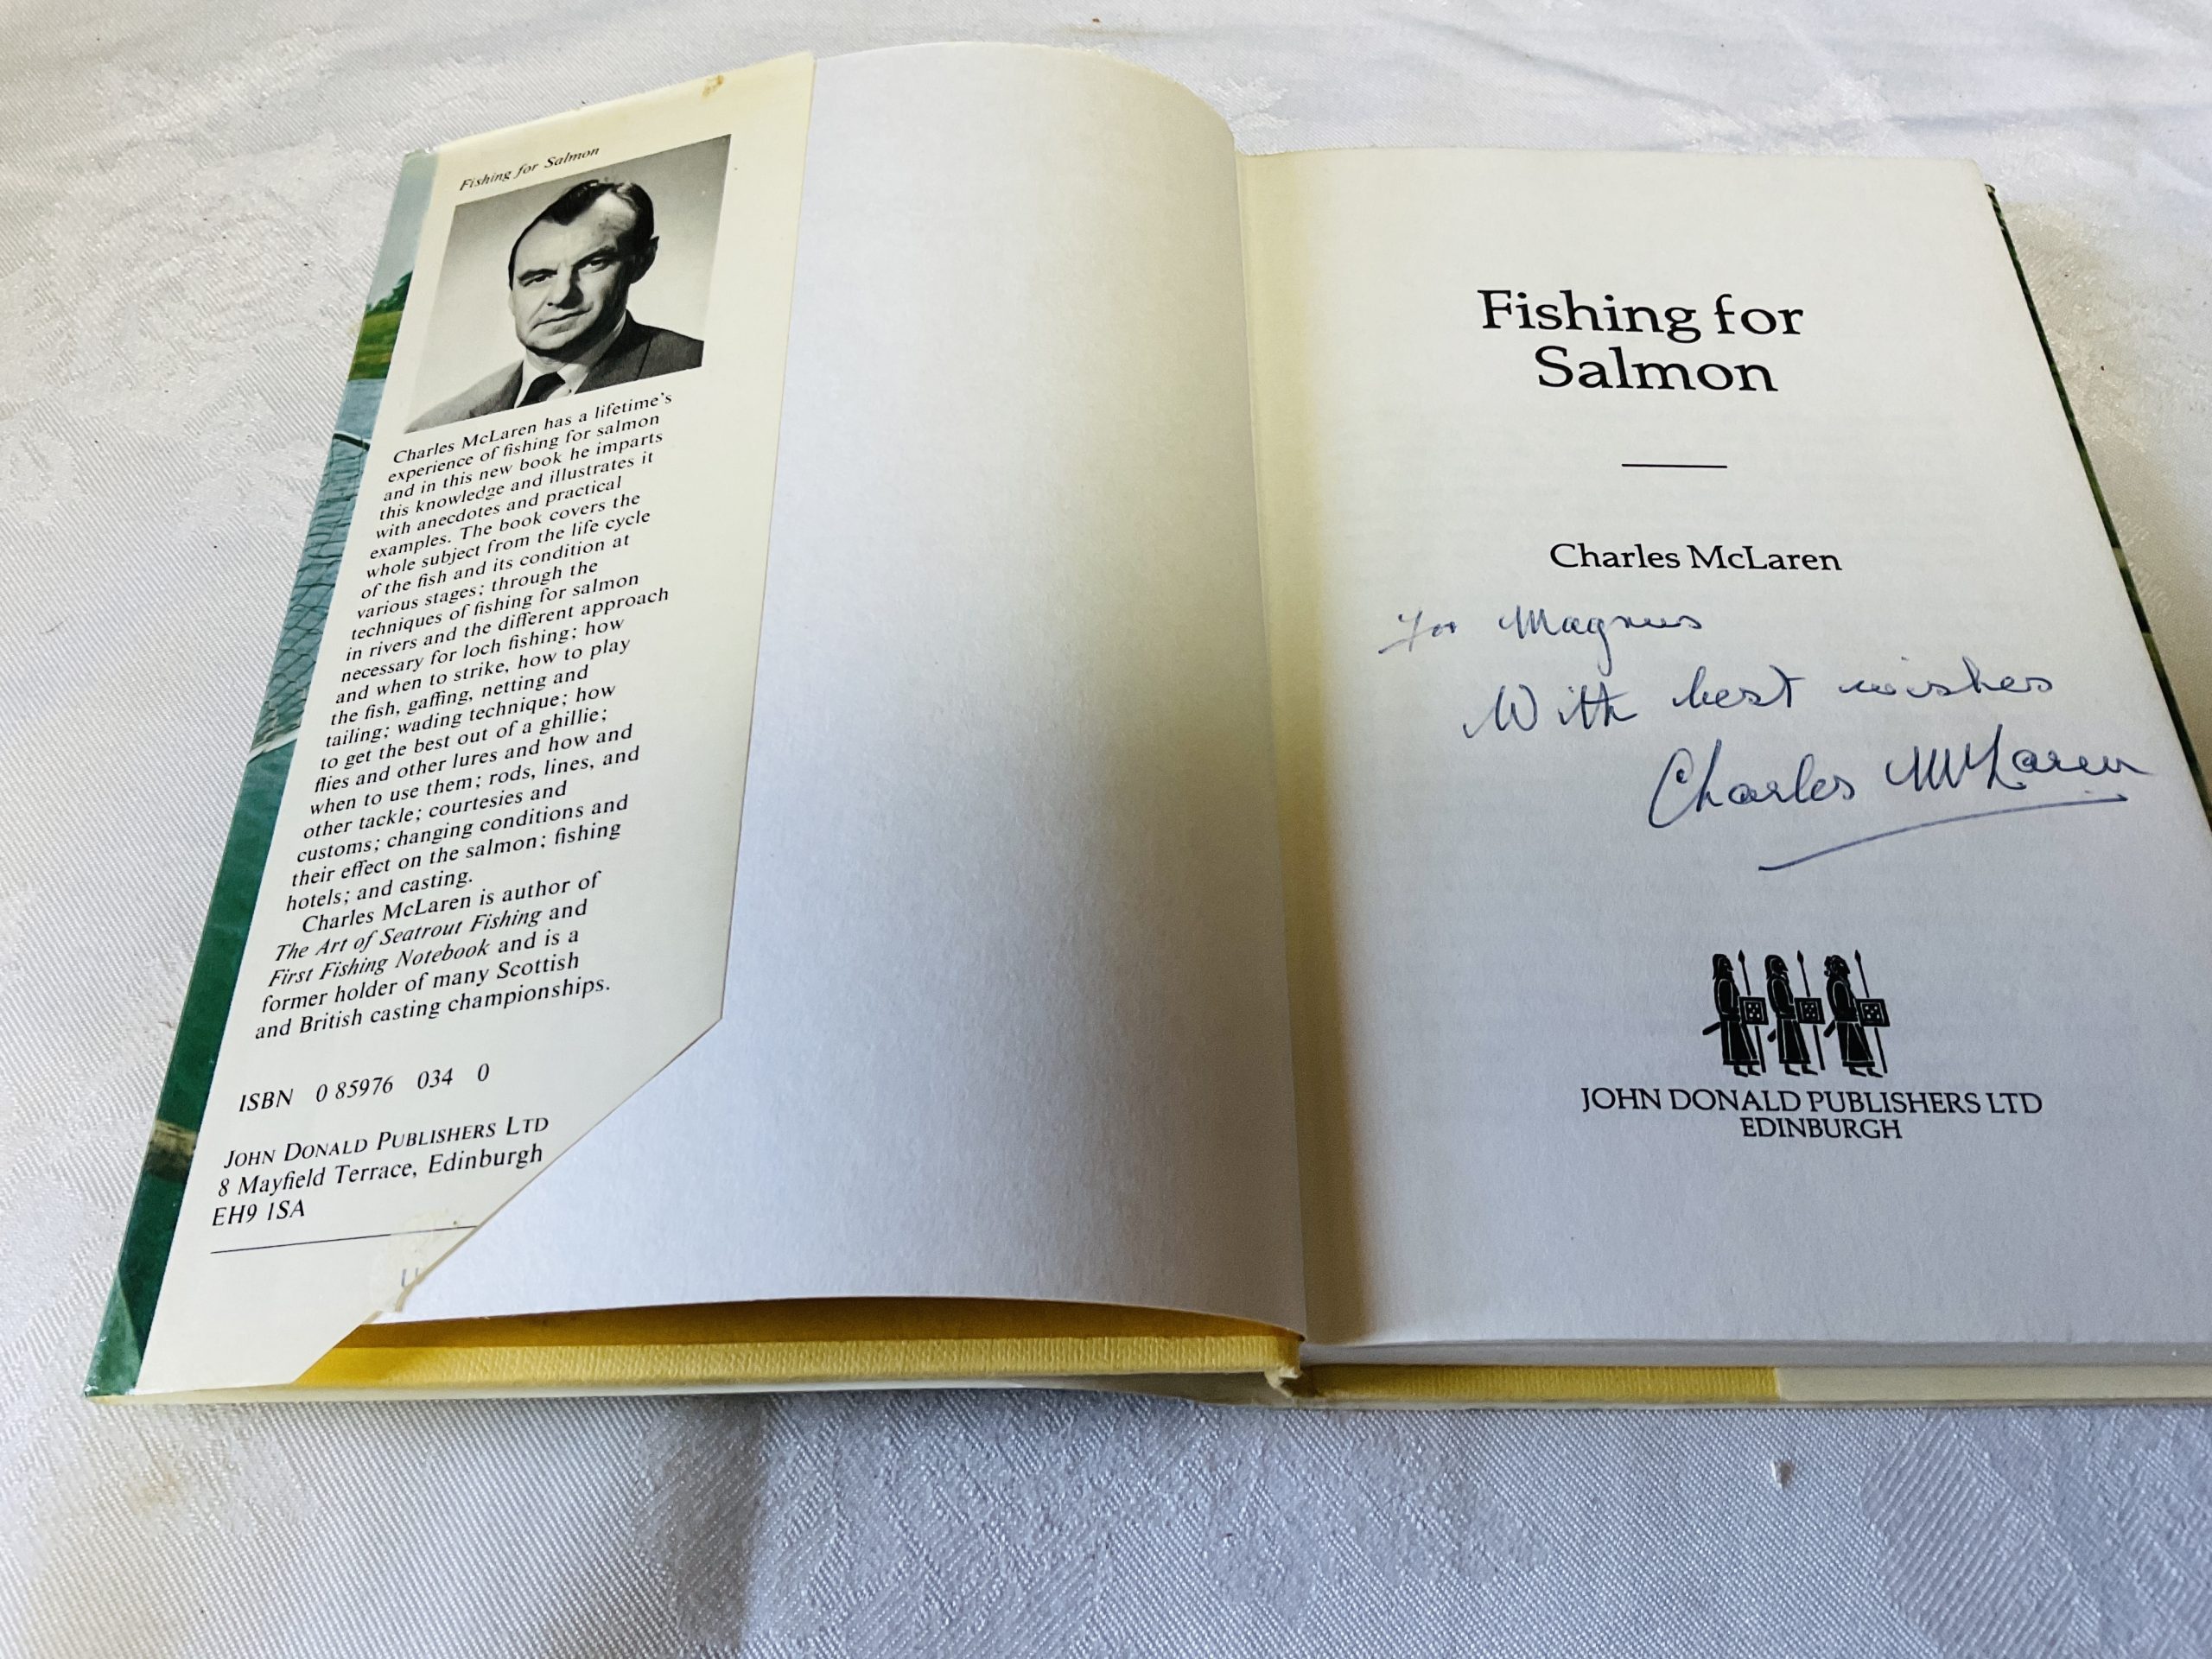 Fishing for Salmon
Charles McLaren has a lifetime's
experience of fishing for salmon
and in this new book he imparts
this knowledge and illustrates it
with anecdotes and practical
examples. The book covers the
whole subject from the life cycle
of the fish and its condition at
various stages; through the
techniques of fishing for salmon
in rivers and the different approach
necessary for loch fishing; how
and when to strike, how to play
the fish, gaffing, netting and
tailing; wading technique; how
to get the best out of a ghillie;
flies and other lures and how and
when to use them; rods, lines, and
other tackle; courtesies and
customs; changing conditions and
their effect on the salmon; fishing
hotels; and casting.
Charles McLaren is author of
The Art of Seatrout Fishing and
First Fishing Notebook and is a
former holder of many Scottish
and British casting championships.
ISBN 0 85976 034 0
JOHN DONALD PUBLISHERS LTD
8 Mayfield Terrace, Edinburgh
EH9 1SA
Fishing for
Salmon
Charles McLaren
For Magnus
With best wishes
Charles McLaren
JOHN DONALD PUBLISHERS LTD
EDINBURGH